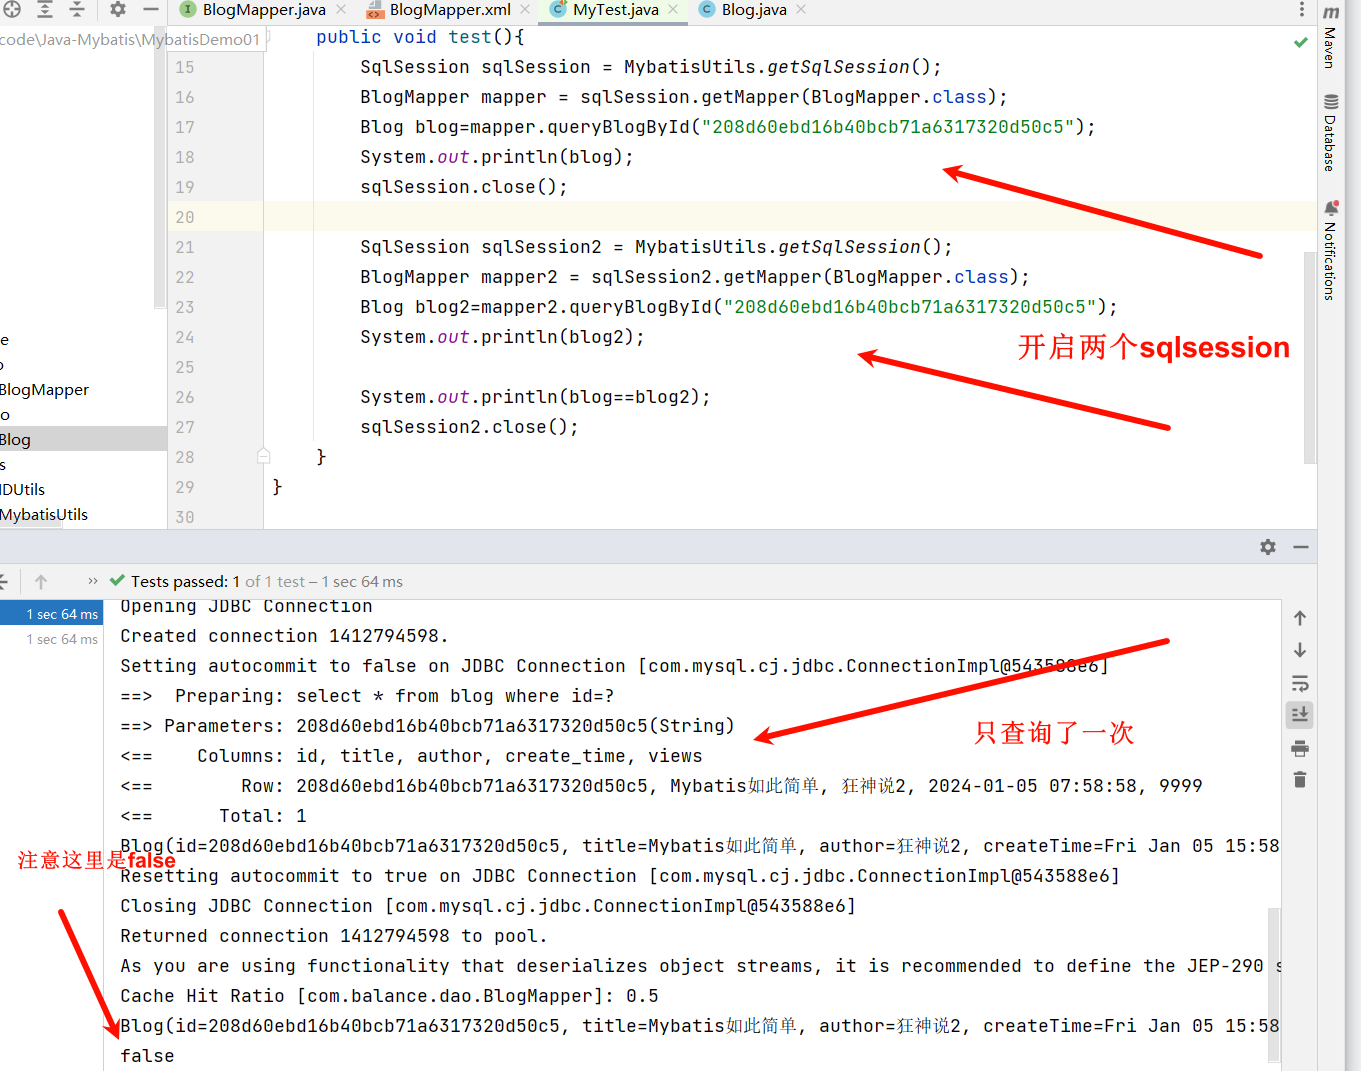 BlogMapper.java
BlogMapper.xml
MyTest.java
Blog.java
code\Java-Mybatis\MybatisDemo01
public void test(){
15 SqlSession sqlSession = MybatisUtils.getSqlSession();
16 BlogMapper mapper = sqlSession.getMapper(BlogMapper.class);
17 Blog blog=mapper.queryBlogById("208d60ebd16b40bcb71a6317320d50c5");
18 System.out.println(blog);
19 sqlSession.close();
20
21 SqlSession sqlSession2 = MybatisUtils.getSqlSession();
22 BlogMapper mapper2 = sqlSession2.getMapper(BlogMapper.class);
23 Blog blog2=mapper2.queryBlogById("208d60ebd16b40bcb71a6317320d50c5");
24 System.out.println(blog2);
开启两个sqlsession
25
26 System.out.println(blog==blog2);
27 sqlSession2.close();
28 }
29 }
30
e
o
BlogMapper
o
Blog
s
IDUtils
MybatisUtils
m
Maven
Database
Notifications
Tests passed: 1 of 1 test – 1 sec 64 ms
1 sec 64 ms
1 sec 64 ms
Opening JDBC Connection
Created connection 1412794598.
Setting autocommit to false on JDBC Connection [com.mysql.cj.jdbc.ConnectionImpl@543588e6]
==>  Preparing: select * from blog where id=?
==> Parameters: 208d60ebd16b40bcb71a6317320d50c5(String)
只查询了一次
<==    Columns: id, title, author, create_time, views
<==        Row: 208d60ebd16b40bcb71a6317320d50c5, Mybatis如此简单, 狂神说2, 2024-01-05 07:58:58, 9999
<==      Total: 1
Blog(id=208d60ebd16b40bcb71a6317320d50c5, title=Mybatis如此简单, author=狂神说2, createTime=Fri Jan 05 15:58
注意这里是false
Resetting autocommit to true on JDBC Connection [com.mysql.cj.jdbc.ConnectionImpl@543588e6]
Closing JDBC Connection [com.mysql.cj.jdbc.ConnectionImpl@543588e6]
Returned connection 1412794598 to pool.
As you are using functionality that deserializes object streams, it is recommended to define the JEP-290 s
Cache Hit Ratio [com.balance.dao.BlogMapper]: 0.5
Blog(id=208d60ebd16b40bcb71a6317320d50c5, title=Mybatis如此简单, author=狂神说2, createTime=Fri Jan 05 15:58
false